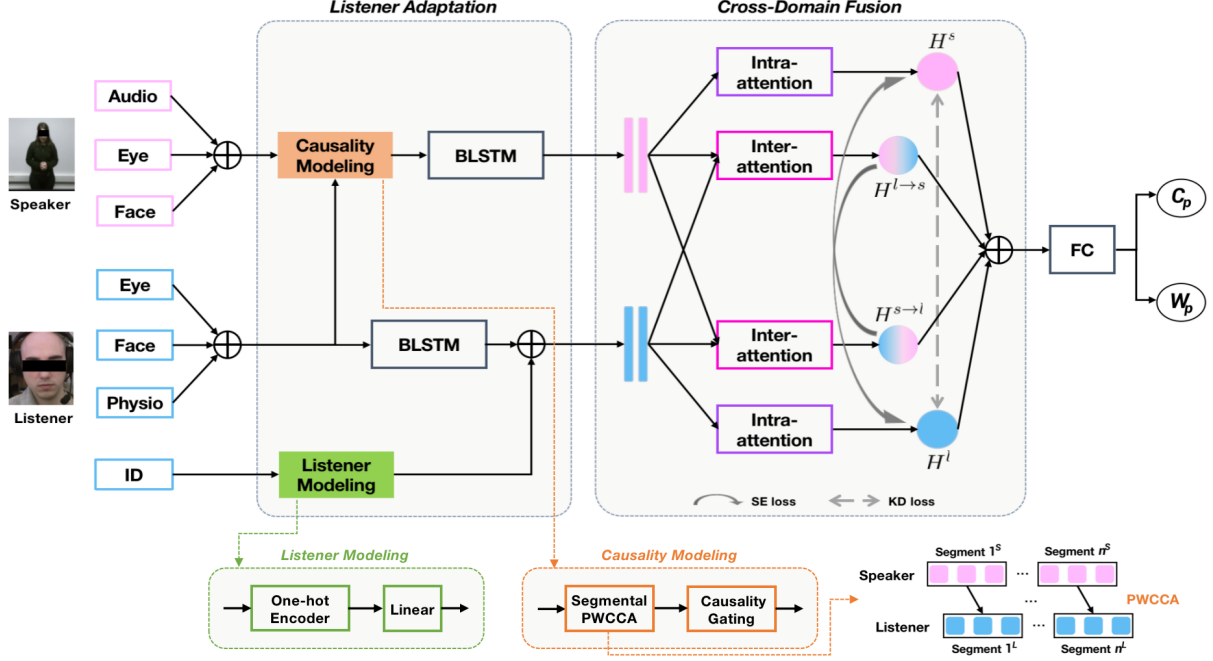 Listener Adaptation
Cross-Domain Fusion
Audio
Eye
Face
Speaker
Causality
Modeling
BLSTM
Intra-
attention
Inter-
attention
H^s
H^{l→s}
Eye
Face
Physio
Listener
BLSTM
Inter-
attention
Intra-
attention
H^{s→l}
H^l
FC
C_p
W_p
ID
Listener
Modeling
SE loss
KD loss
Listener Modeling
One-hot
Encoder
Linear
Causality Modeling
Segmental
PWCCA
Causality
Gating
Segment 1^S
Segment n^S
Speaker
...
...
PWCCA
Listener
...
Segment 1^L
Segment n^L